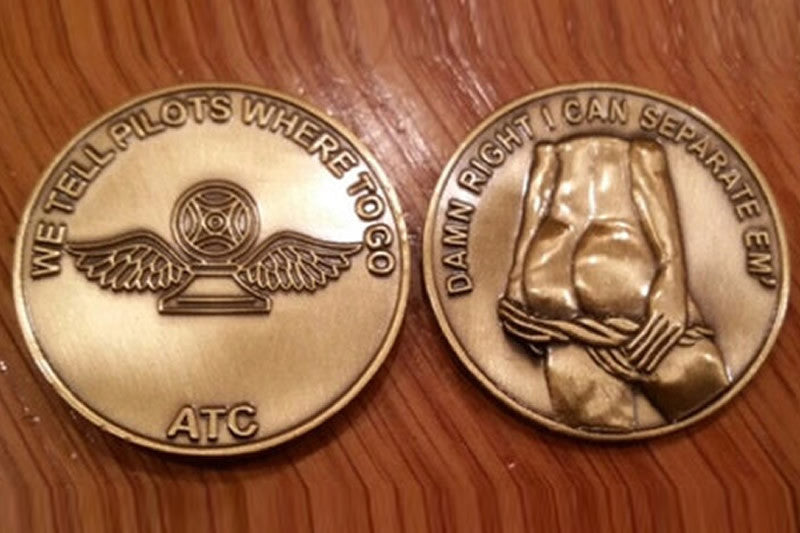 WE TELL PILOTS WHERE TO GO
ATC
DAMN RIGHT I CAN SEPARATE EM'